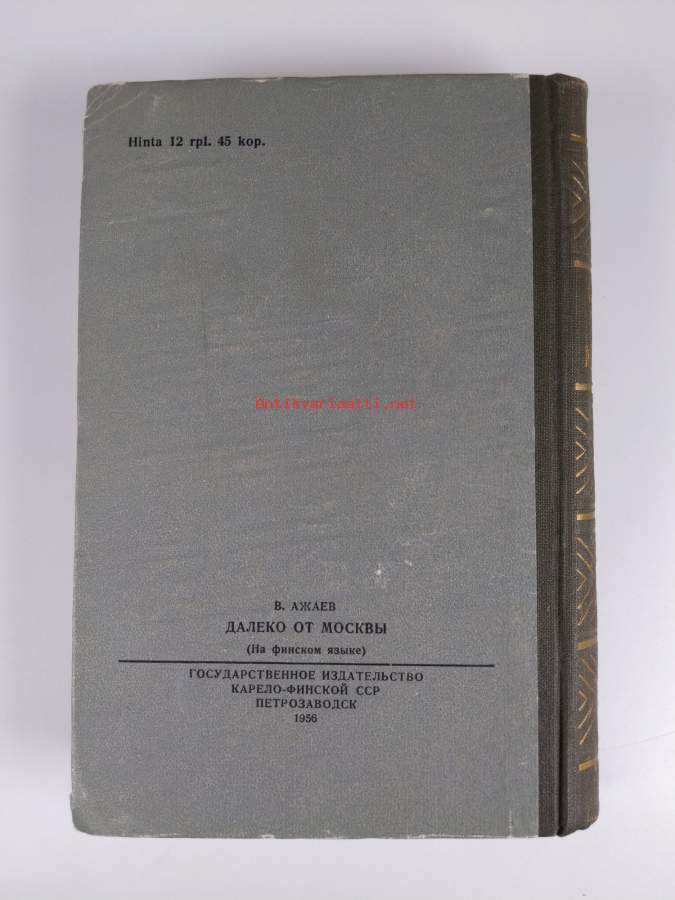 Hinta 12 rpl. 45 kop.
Antikvariaatti.net
В. АЖАЕВ
ДАЛЕКО ОТ МОСКВЫ
(На финском языке)
ГОСУДАРСТВЕННОЕ ИЗДАТЕЛЬСТВО
КАРЕЛО-ФИНСКОЙ ССР
ПЕТРОЗАВОДСК
1956